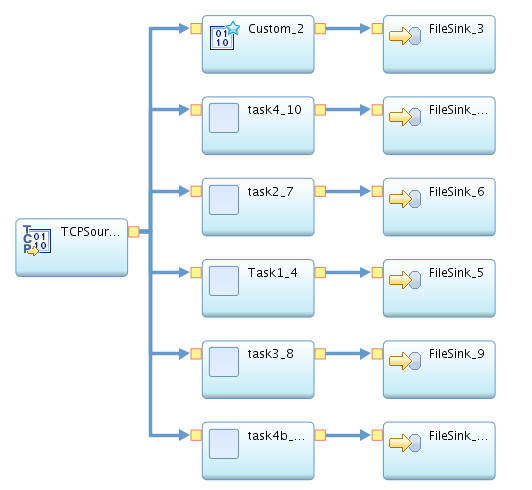 Custom_2
FileSink_3
task4_10
FileSink_...
task2_7
FileSink_6
TCPSour...
Task1_4
FileSink_5
task3_8
FileSink_9
task4b_...
FileSink_...